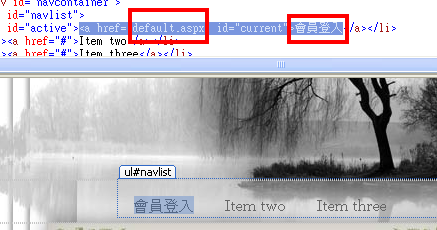 id="navcontainer">
id="navlist">
id="active"><a href="default.aspx" id="current">會員登入</a></li>
><a href="#">Item two</a></li>
><a href="#">Item three</a></li>
ul#navlist
會員登入 Item two Item three